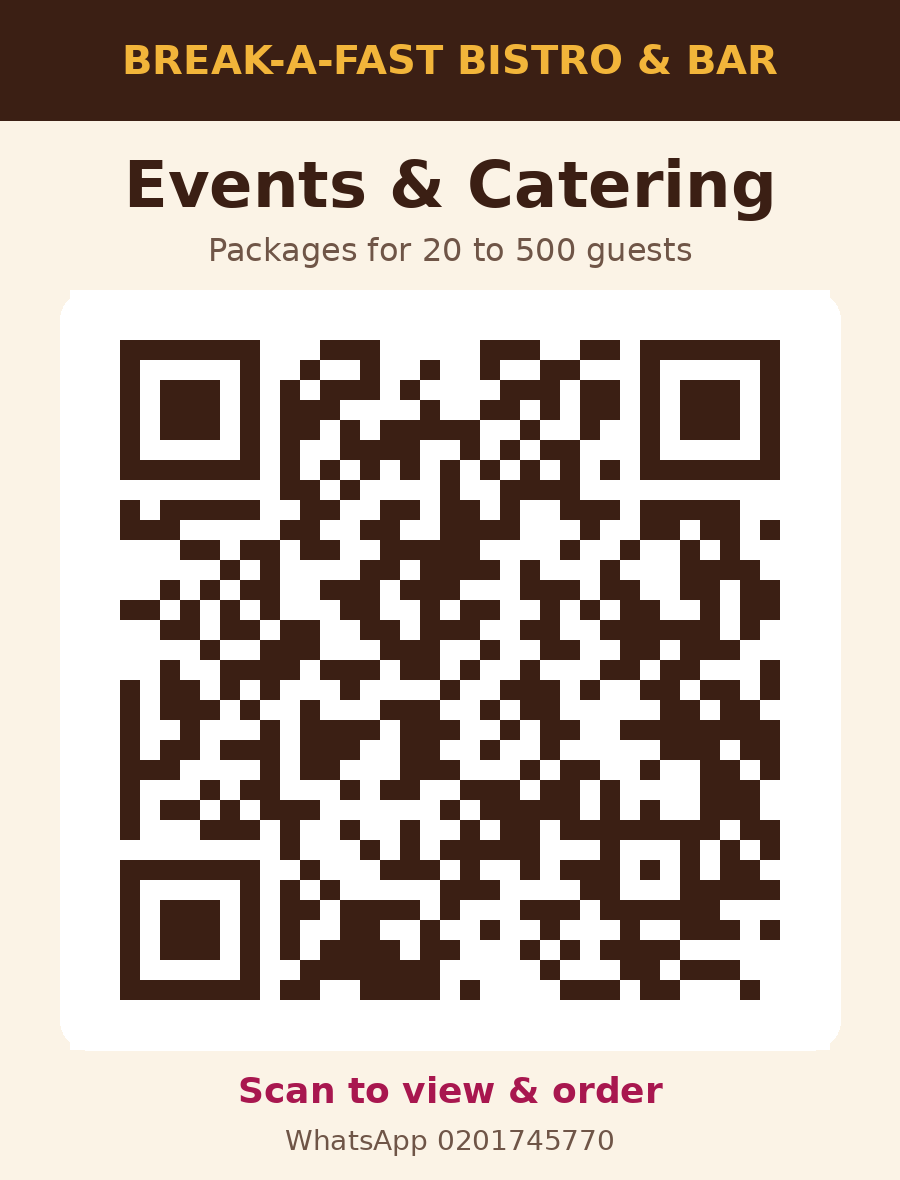 BREAK-A-FAST BISTRO & BAR
Events & Catering
Packages for 20 to 500 guests
Scan to view & order
WhatsApp 0201745770